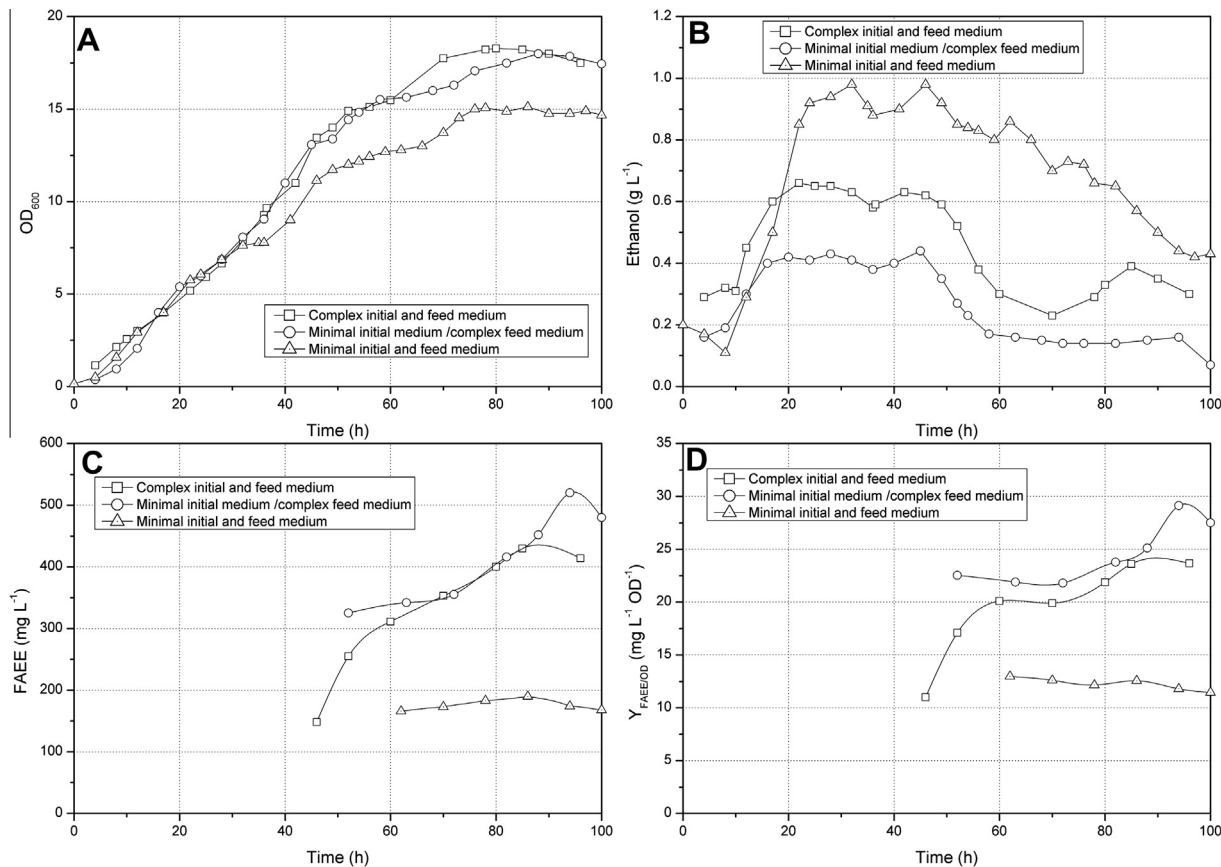 A
20
15
10
5
0
OD600
Complex initial and feed medium
Minimal initial medium /complex feed medium
Minimal initial and feed medium
0 20 40 60 80 100
Time (h)
B
1.2
1.0
0.8
0.6
0.4
0.2
0.0
Ethanol (g L-1)
Complex initial and feed medium
Minimal initial medium /complex feed medium
Minimal initial and feed medium
0 20 40 60 80 100
Time (h)
C
600
500
400
300
200
100
0
FAEE (mg L-1)
Complex initial and feed medium
Minimal initial medium /complex feed medium
Minimal initial and feed medium
0 20 40 60 80 100
Time (h)
D
35
30
25
20
15
10
5
0
YFAEE/OD (mg L-1 OD-1)
Complex initial and feed medium
Minimal initial medium /complex feed medium
Minimal initial and feed medium
0 20 40 60 80 100
Time (h)